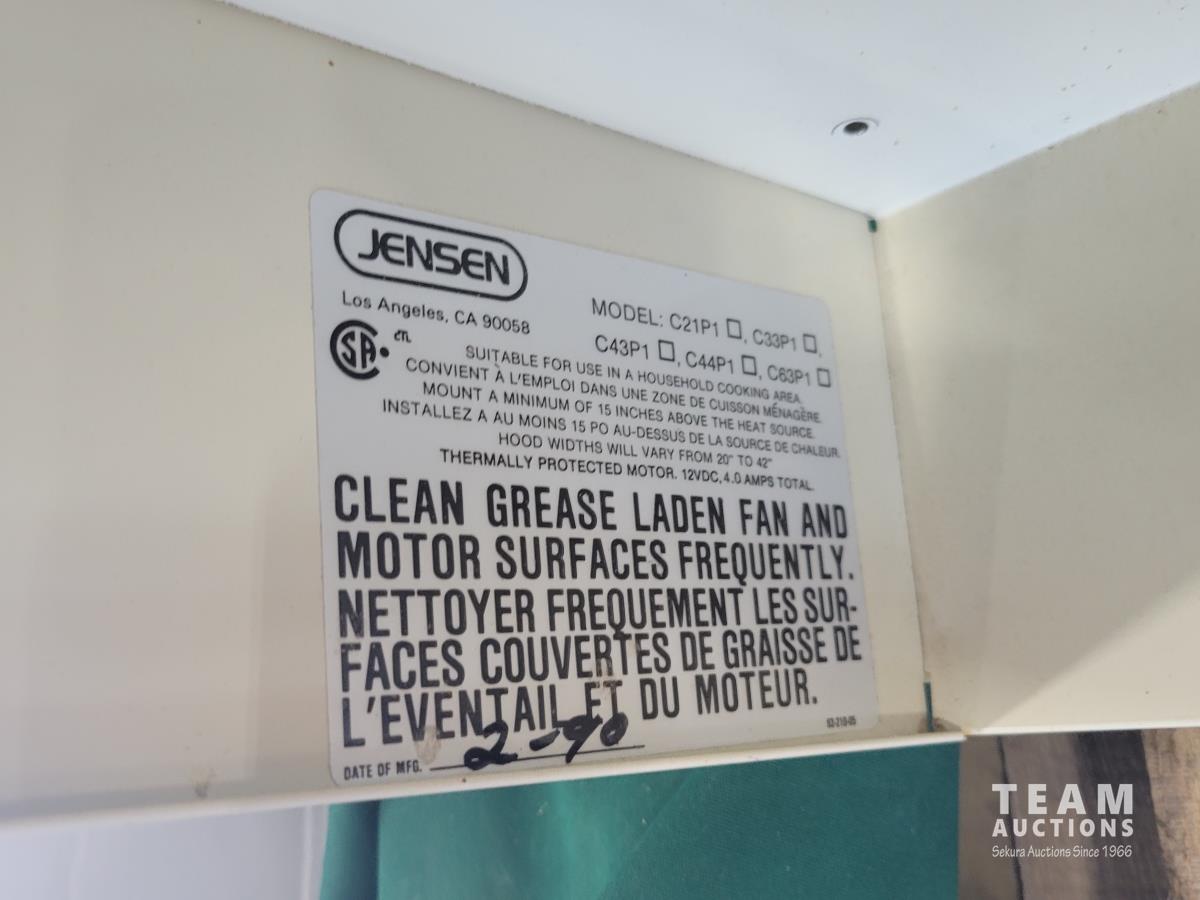 JENSEN
Los Angeles, CA 90058
MODEL: C21P1 ☐, C33P1 ☐,
C43P1 ☐, C44P1 ☐, C63P1 ☐
SA
SUITABLE FOR USE IN A HOUSEHOLD COOKING AREA.
CONVIENT À L'EMPLOI DANS UNE ZONE DE CUISSON MÉNAGÈRE.
MOUNT A MINIMUM OF 15 INCHES ABOVE THE HEAT SOURCE.
INSTALLEZ A AU MOINS 15 PO AU-DESSUS DE LA SOURCE DE CHALEUR.
HOOD WIDTHS WILL VARY FROM 20" TO 42"
THERMALLY PROTECTED MOTOR. 12VDC, 4.0 AMPS TOTAL.
CLEAN GREASE LADEN FAN AND
MOTOR SURFACES FREQUENTLY.
NETTOYER FREQUEMENT LES SUR-
FACES COUVERTES DE GRAISSE DE
L'EVENTAIL ET DU MOTEUR.
DATE OF MFG. 2-90
93-210-05
TEAM
AUCTIONS
Sekura Auctions Since 1966